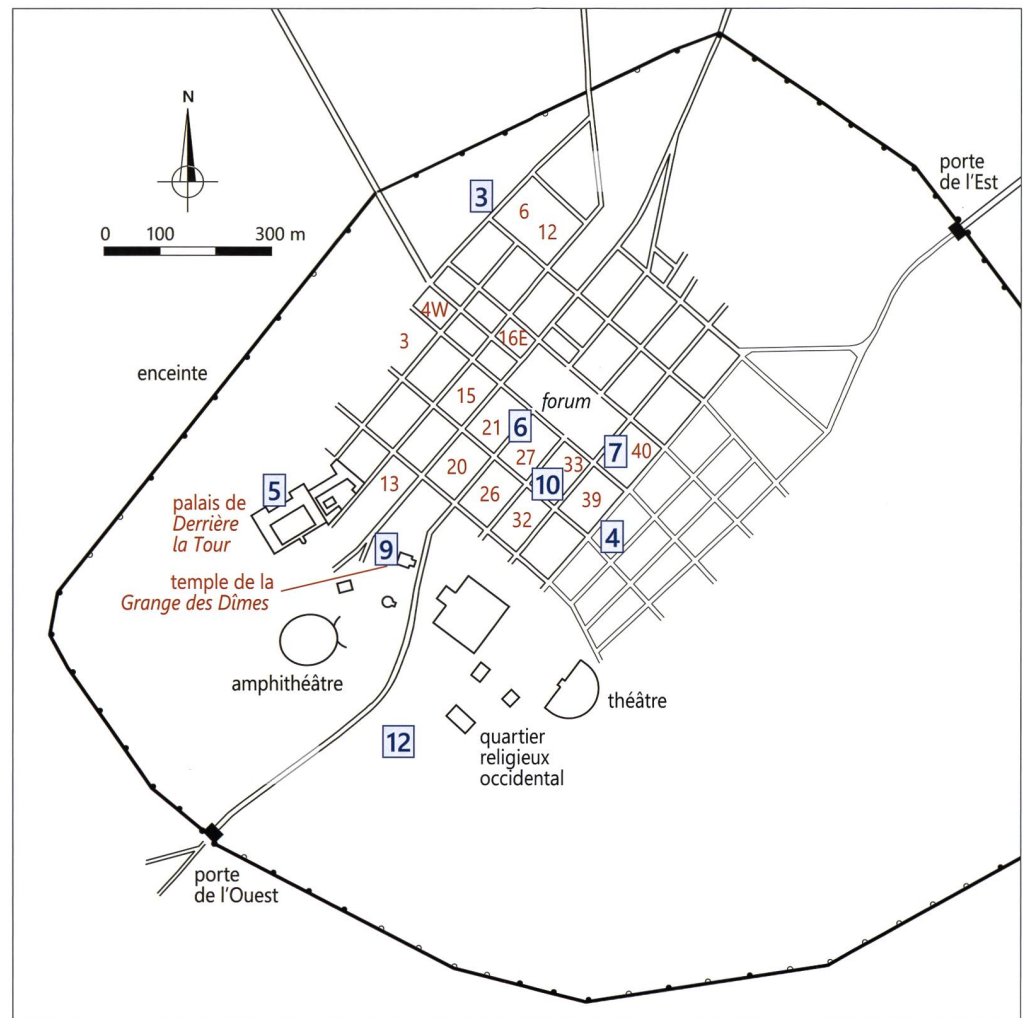 N
0 100 300 m
porte
de l'Est
3
6
12
4W
3
16E
enceinte
15
forum
21
6
27
33
7
40
20
13
10
26
39
32
4
5
palais de
Derrière
la Tour
9
temple de la
Grange des Dîmes
amphithéâtre
théâtre
12
quartier
religieux
occidental
porte
de l'Ouest